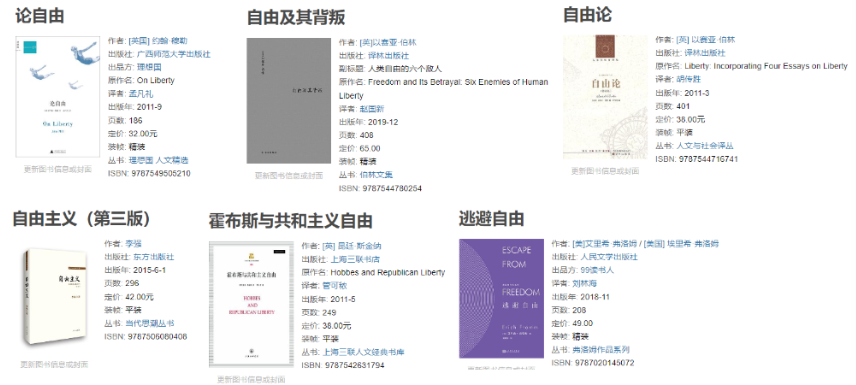 论自由
作者: [英国] 约翰·穆勒
出版社: 广西师范大学出版社
出品方: 理想国
原作名: On Liberty
译者: 孟凡礼
出版年: 2011-9
页数: 186
定价: 32.00元
装帧: 精装
丛书: 理想国 人文精选
ISBN: 9787549505210
论自由
On Liberty
更新图书信息或封面
自由及其背叛
作者: [英]以赛亚·伯林
出版社: 译林出版社
副标题: 人类自由的六个敌人
原作名: Freedom and Its Betrayal: Six Enemies of Human
Liberty
译者: 赵国新
出版年: 2019-12
页数: 408
定价: 65.00
装帧: 精装
丛书: 伯林文集
ISBN: 9787544780254
自由及其背叛
更新图书信息或封面
自由论
作者: [英] 以赛亚·伯林
出版社: 译林出版社
原作名: Liberty: Incorporating Four Essays on Liberty
译者: 胡传胜
出版年: 2011-3
页数: 401
定价: 38.00元
装帧: 平装
丛书: 人文与社会译丛
ISBN: 9787544716741
自由论
更新图书信息或封面
自由主义（第三版）
作者: 李强
出版社: 东方出版社
出版年: 2015-6-1
页数: 296
定价: 42.00元
装帧: 平装
丛书: 当代思潮丛书
ISBN: 9787506080408
自由主义
更新图书信息或封面
霍布斯与共和主义自由
作者: [英] 昆廷·斯金纳
出版社: 上海三联书店
原作名: Hobbes and Republican Liberty
译者: 管可秾
出版年: 2011-5
页数: 249
定价: 38.00元
装帧: 平装
丛书: 上海三联人文经典书库
ISBN: 9787542631794
霍布斯与共和主义自由
HOBBES
AND
REPUBLICAN LIBERTY
更新图书信息或封面
逃避自由
作者: [美]艾里希·弗洛姆 / [美国] 埃里希·弗洛姆
出版社: 人民文学出版社
出品方: 99读书人
译者: 刘林海
出版年: 2018-11
页数: 208
定价: 49.00
装帧: 精装
丛书: 弗洛姆作品系列
ISBN: 9787020145072
ESCAPE
FROM
FREEDOM
逃避自由
Erich Fromm
更新图书信息或封面